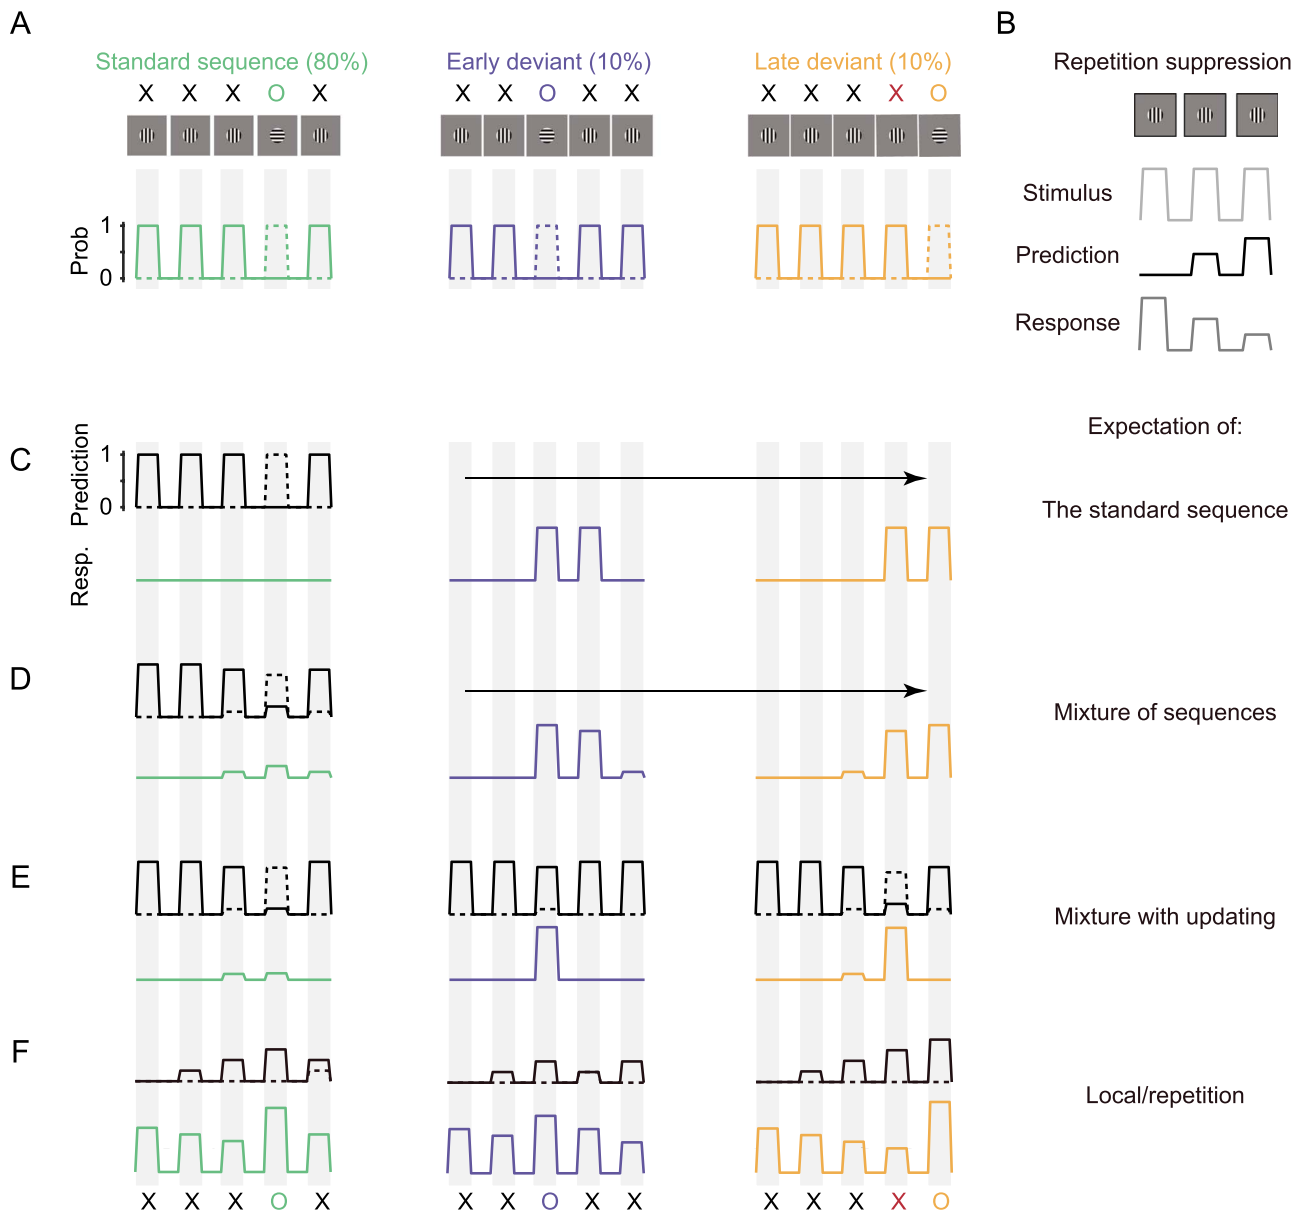 A
B
Standard sequence (80%)
Early deviant (10%)
Late deviant (10%)
Repetition suppression
X X X O X
X X O X X
X X X X O
Stimulus
1
Prob
0
Prediction
Response
Expectation of:
C
Prediction
1
0
The standard sequence
Resp.
D
Mixture of sequences
E
Mixture with updating
F
Local/repetition
X X X O X
X X O X X
X X X X O